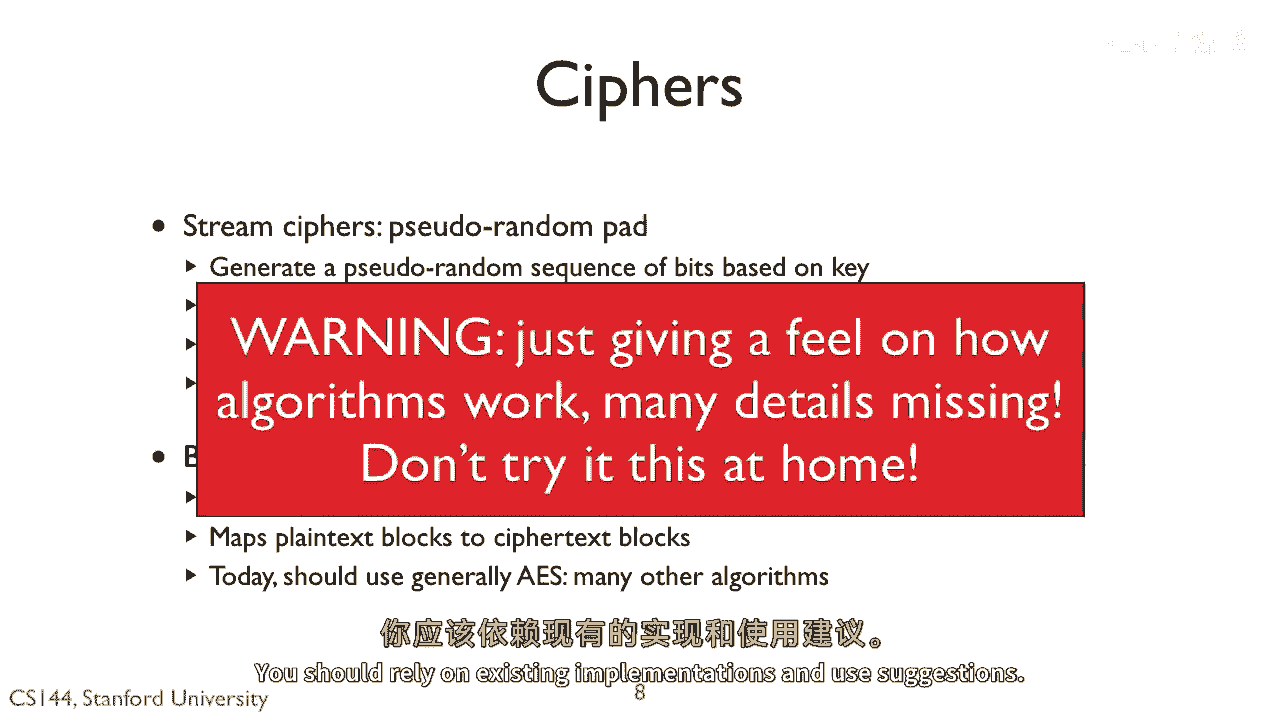 Ciphers
• Stream ciphers: pseudo-random pad
Generate a pseudo-random sequence of bits based on key
WARNING: just giving a feel on how
algorithms work, many details missing!
Don't try it this at home!
• B
Maps plaintext blocks to ciphertext blocks
Today, should use generally AES: many other algorithms
你应该依赖现有的实现和使用建议。
You should rely on existing implementations and use suggestions.
CS144, Stanford University
8